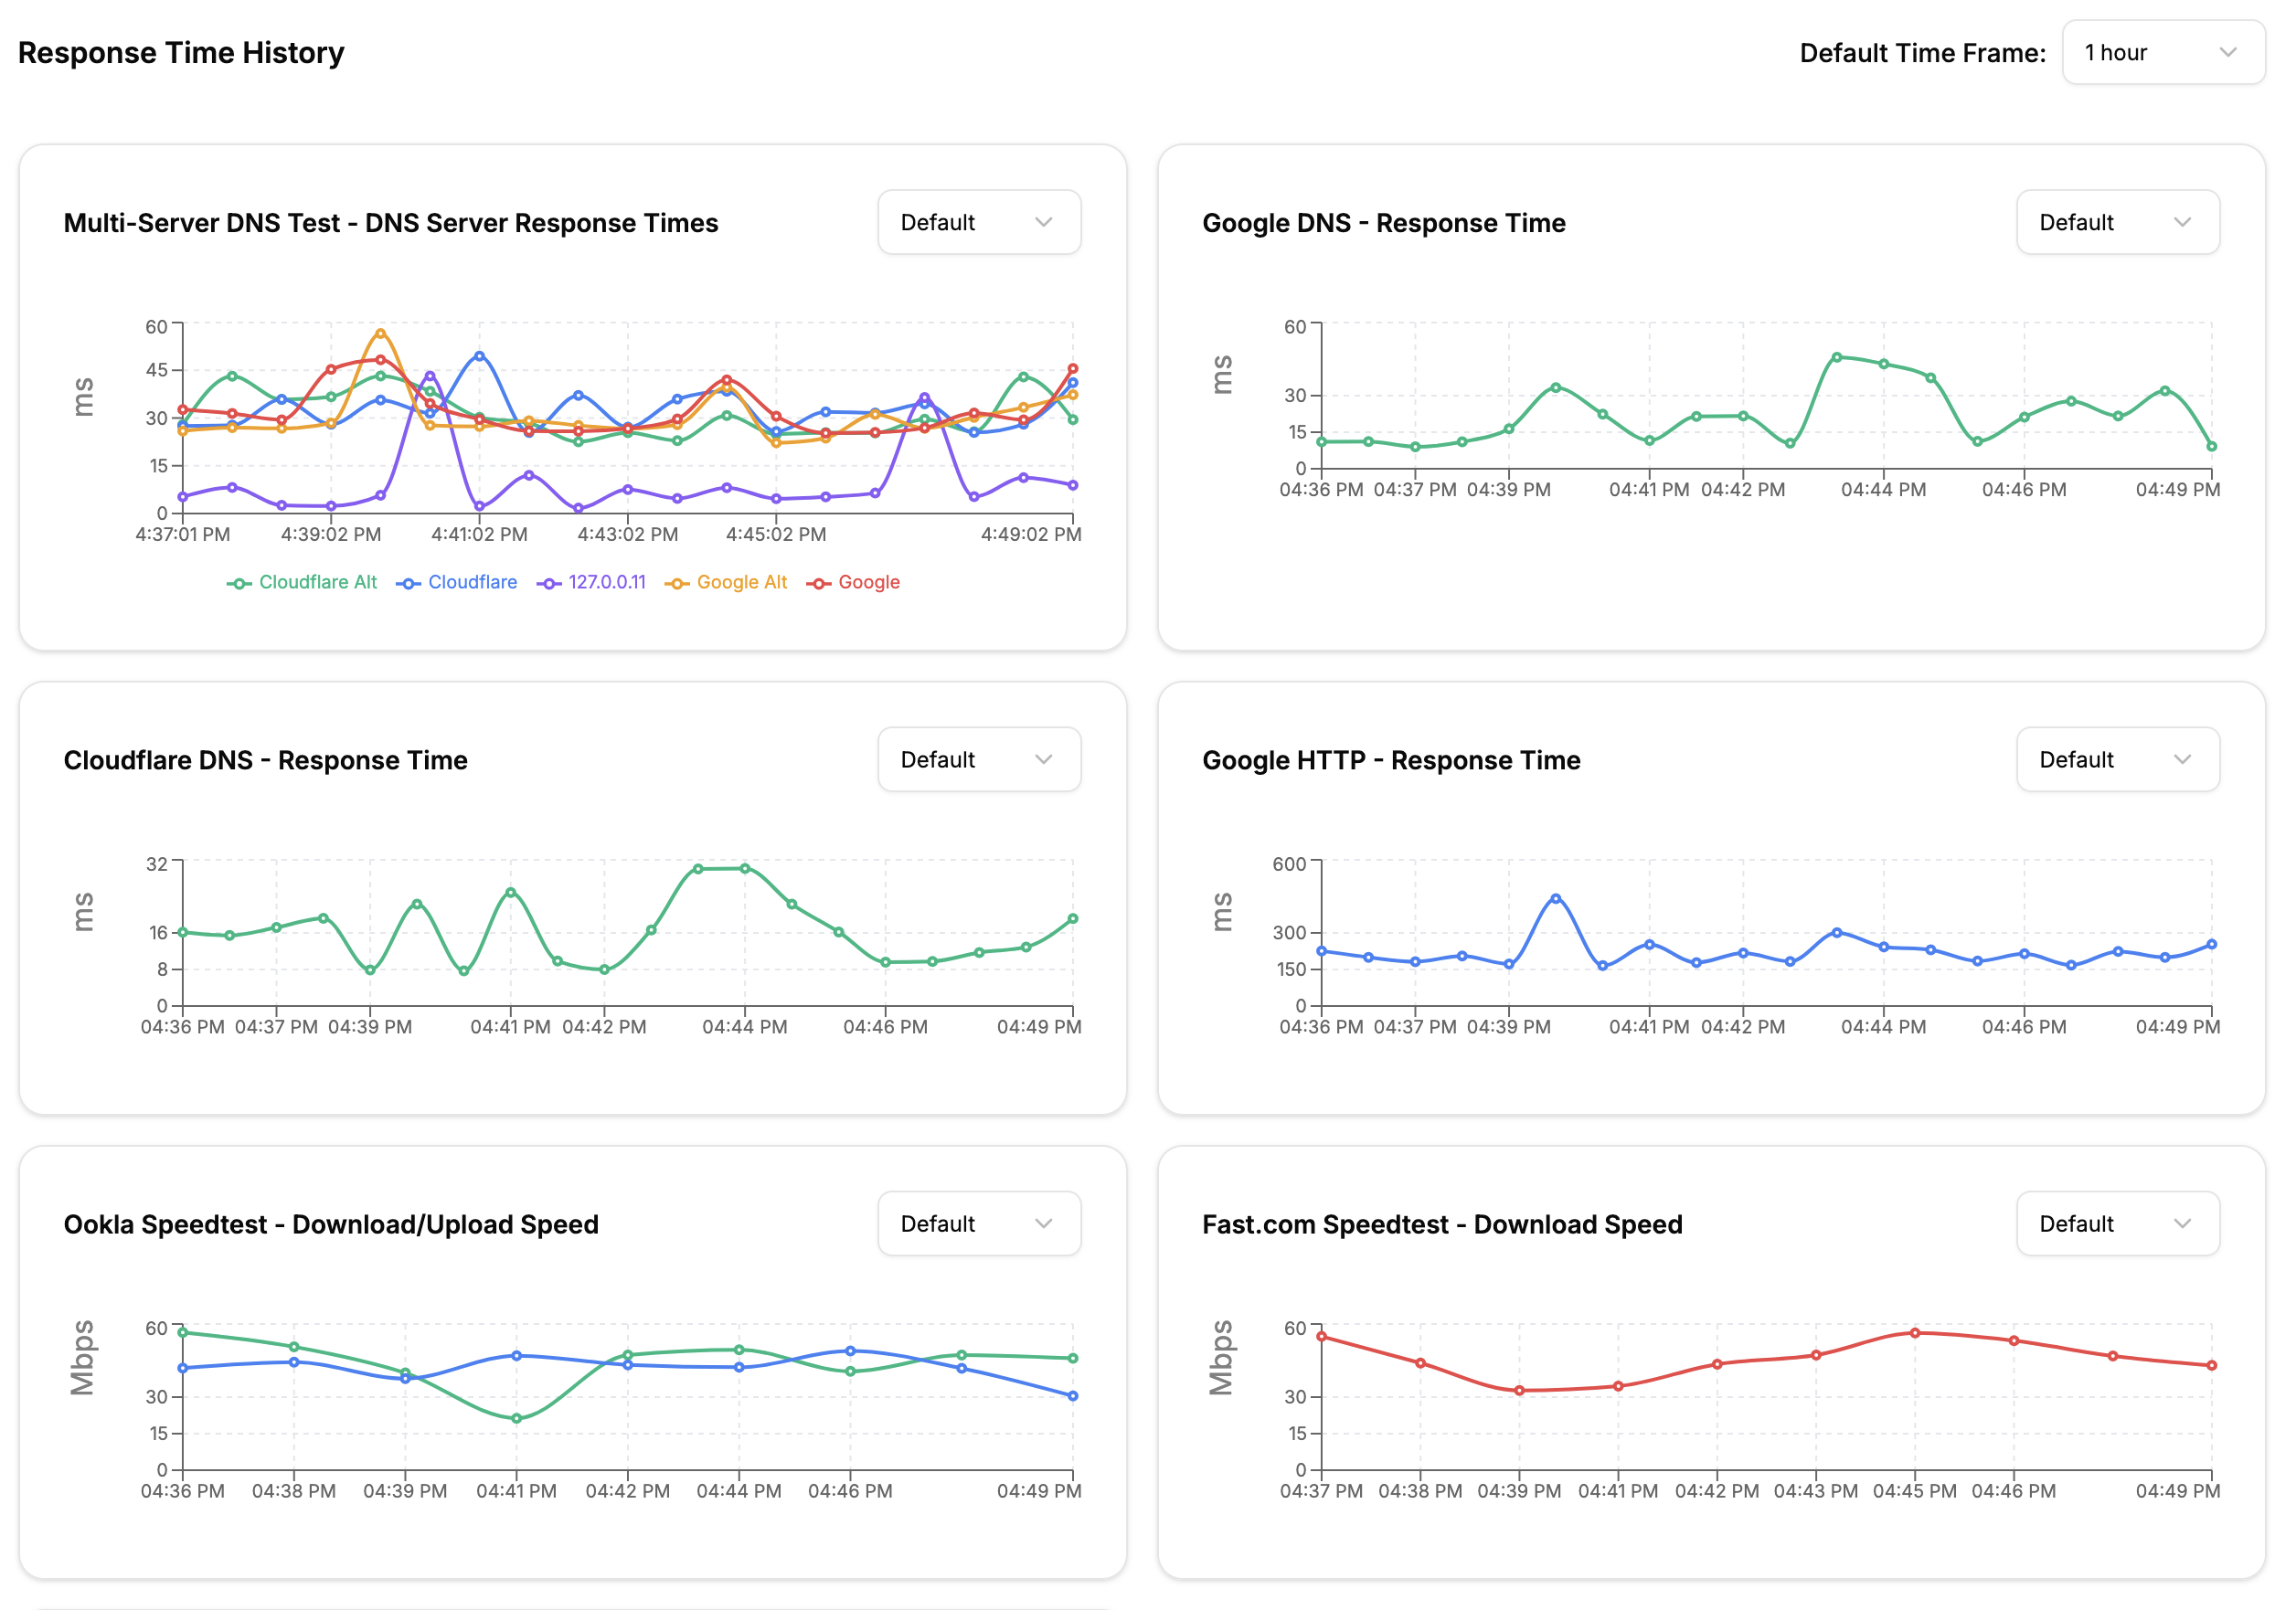 Response Time History
Default Time Frame:
1 hour
Multi-Server DNS Test - DNS Server Response Times
Default
ms
60
45
30
15
0
4:37:01 PM 4:39:02 PM 4:41:02 PM 4:43:02 PM 4:45:02 PM 4:49:02 PM
Cloudflare Alt Cloudflare 127.0.0.11 Google Alt Google
Google DNS - Response Time
Default
ms
60
30
15
0
04:36 PM 04:37 PM 04:39 PM 04:41 PM 04:42 PM 04:44 PM 04:46 PM 04:49 PM
Cloudflare DNS - Response Time
Default
ms
32
16
8
0
04:36 PM 04:37 PM 04:39 PM 04:41 PM 04:42 PM 04:44 PM 04:46 PM 04:49 PM
Google HTTP - Response Time
Default
ms
600
300
150
0
04:36 PM 04:37 PM 04:39 PM 04:41 PM 04:42 PM 04:44 PM 04:46 PM 04:49 PM
Ookla Speedtest - Download/Upload Speed
Default
Mbps
60
30
15
0
04:36 PM 04:38 PM 04:39 PM 04:41 PM 04:42 PM 04:44 PM 04:46 PM 04:49 PM
Fast.com Speedtest - Download Speed
Default
Mbps
60
30
15
0
04:37 PM 04:38 PM 04:39 PM 04:41 PM 04:42 PM 04:43 PM 04:45 PM 04:46 PM 04:49 PM